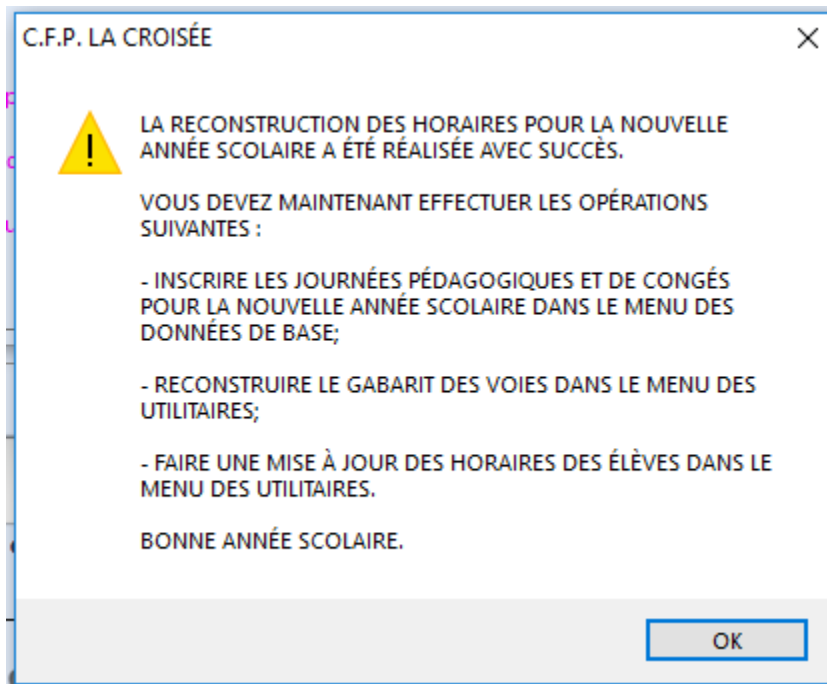 C.F.P. LA CROISÉE
LA RECONSTRUCTION DES HORAIRES POUR LA NOUVELLE
ANNÉE SCOLAIRE A ÉTÉ RÉALISÉE AVEC SUCCÈS.
VOUS DEVEZ MAINTENANT EFFECTUER LES OPÉRATIONS
SUIVANTES :
- INSCRIRE LES JOURNÉES PÉDAGOGIQUES ET DE CONGÉS
POUR LA NOUVELLE ANNÉE SCOLAIRE DANS LE MENU DES
DONNÉES DE BASE;
- RECONSTRUIRE LE GABARIT DES VOIES DANS LE MENU DES
UTILITAIRES;
- FAIRE UNE MISE À JOUR DES HORAIRES DES ÉLÈVES DANS LE
MENU DES UTILITAIRES.
BONNE ANNÉE SCOLAIRE.
OK